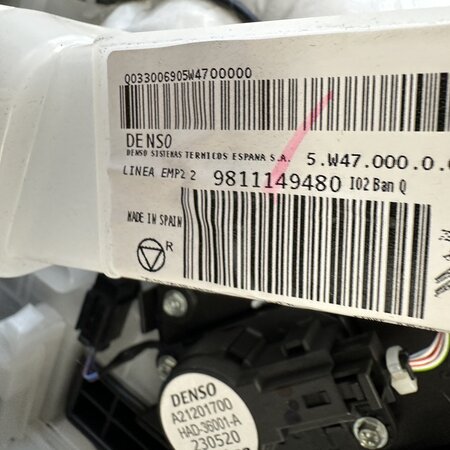 Q033006905W4700000
DENSO
DENSO SISTEMAS TERMICOS ESPANA S.A. 5.W47.000.0.
LINEA EMP2 2 9811149480 I02 Ban Q
MADE IN SPAIN
R
DENSO
A21201700
HAD-36001-A
230520